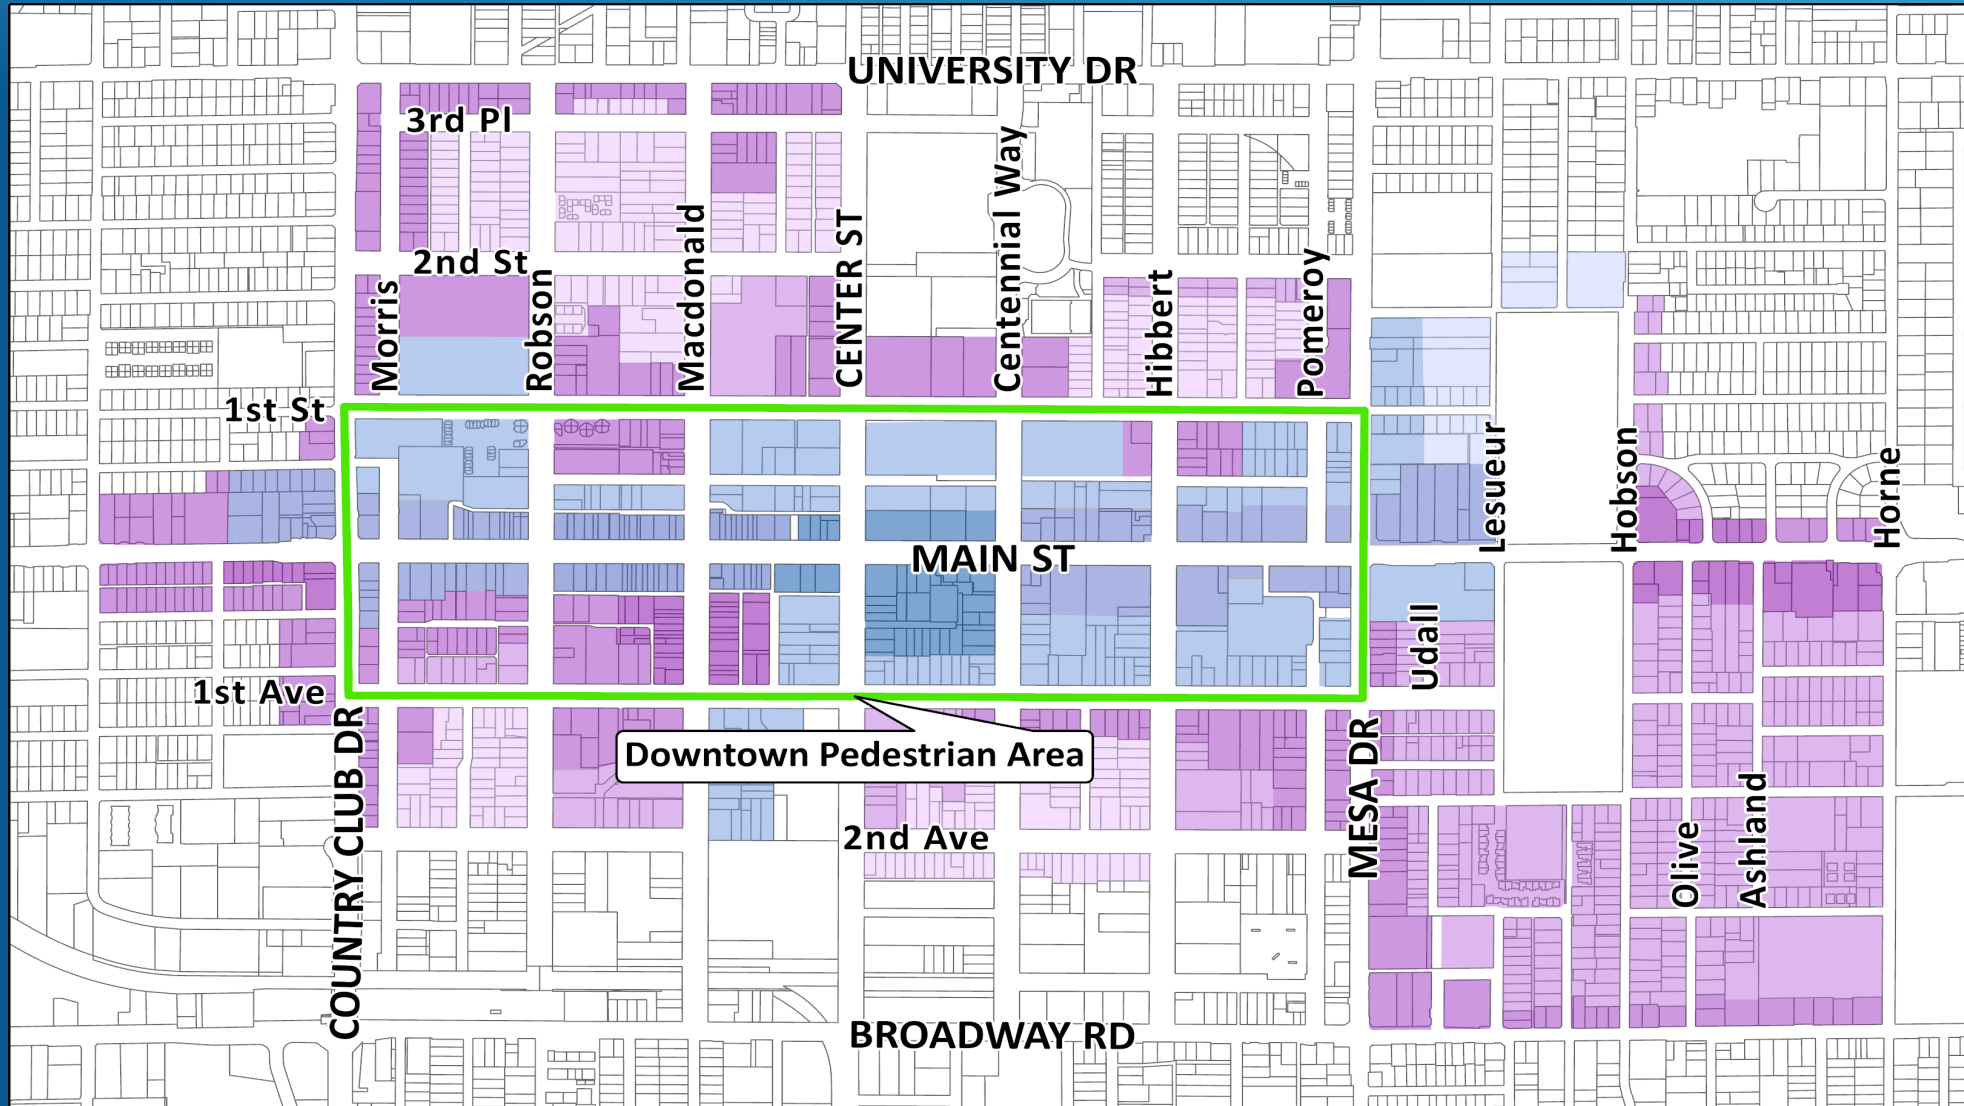 UNIVERSITY DR
3rd Pl
Centennial Way
Macdonald
CENTER ST
2nd St
Pomeroy
Robson
Hibbert
Morris
1st St
Lesueur
Hobson
Horne
MAIN ST
Udall
1st Ave
COUNTRY CLUB DR
MESA DR
Downtown Pedestrian Area
Ashland
2nd Ave
Olive
BROADWAY RD